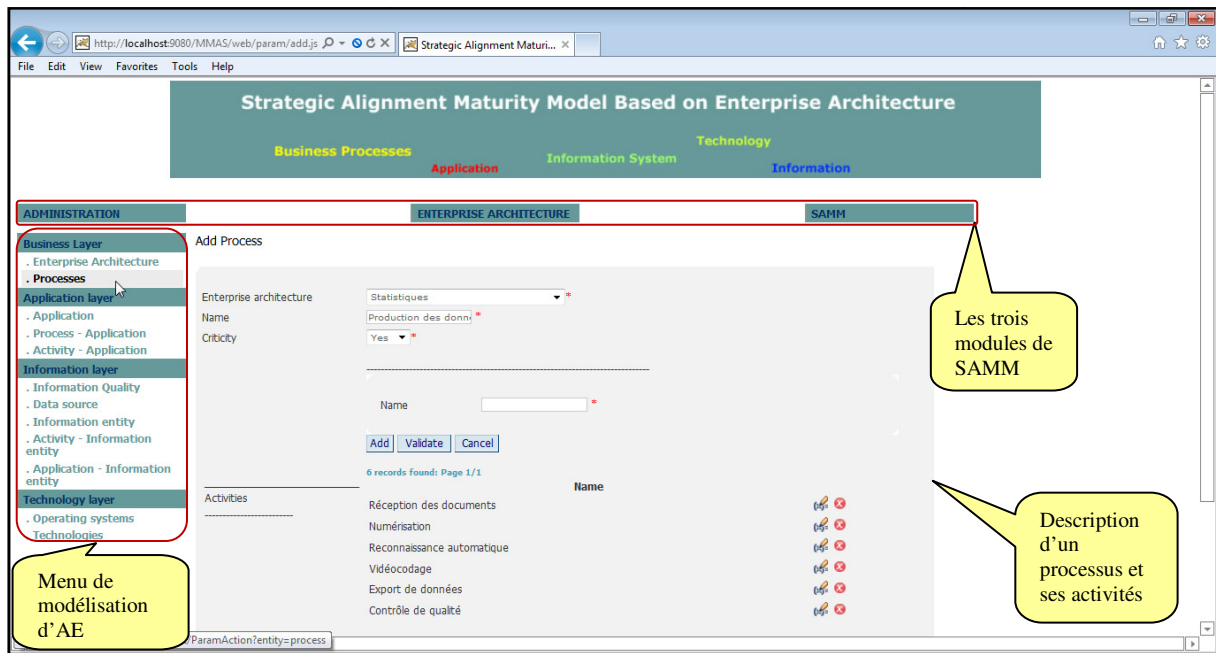 http://localhost:9080/MMAS/web/param/add.js
Strategic Alignment Maturi...
File Edit View Favorites Tools Help
Strategic Alignment Maturity Model Based on Enterprise Architecture
Technology
Business Processes
Information System
Application
Information
ADMINISTRATION ENTERPRISE ARCHITECTURE SAMM
Business Layer
. Enterprise Architecture
. Processes
Application layer
. Application
. Process - Application
. Activity - Application
Information layer
. Information Quality
. Data source
. Information entity
. Activity - Information
entity
. Application - Information
entity
Technology layer
. Operating systems
Technologies
Add Process
Enterprise architecture Statistiques *
Name Production des donn *
Criticity Yes *
Name *
Add Validate Cancel
6 records found: Page 1/1
Name
Activities
Réception des documents
Numérisation
Reconnaissance automatique
Vidéocodage
Export de données
Contrôle de qualité
Les trois
modules de
SAMM
Description
d'un
processus et
ses activités
Menu de
modélisation
d'AE
/ParamAction?entity=process